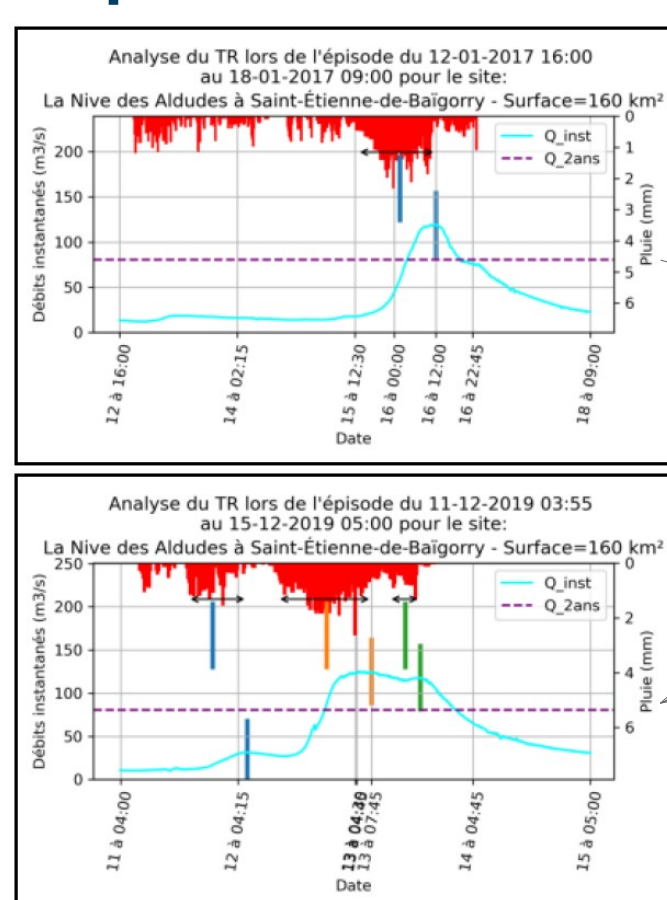 Analyse du TR lors de l'épisode du 12-01-2017 16:00
au 18-01-2017 09:00 pour le site:
La Nive des Aldudes à Saint-Étienne-de-Baïgorry - Surface=160 km²
Débits instantanés (m3/s)
200
150
100
50
0
Q_inst
Q_2ans
0
1
2
3
4
5
6
Pluie (mm)
12 à 16:00
14 à 02:15
15 à 12:30
16 à 00:00
16 à 12:00
16 à 22:45
18 à 09:00
Date
Analyse du TR lors de l'épisode du 11-12-2019 03:55
au 15-12-2019 05:00 pour le site:
La Nive des Aldudes à Saint-Étienne-de-Baïgorry - Surface=160 km²
Débits instantanés (m3/s)
250
200
150
100
50
0
Q_inst
Q_2ans
0
2
4
6
Pluie (mm)
11 à 04:00
12 à 04:15
13 à 07:45
14 à 04:45
15 à 05:00
Date